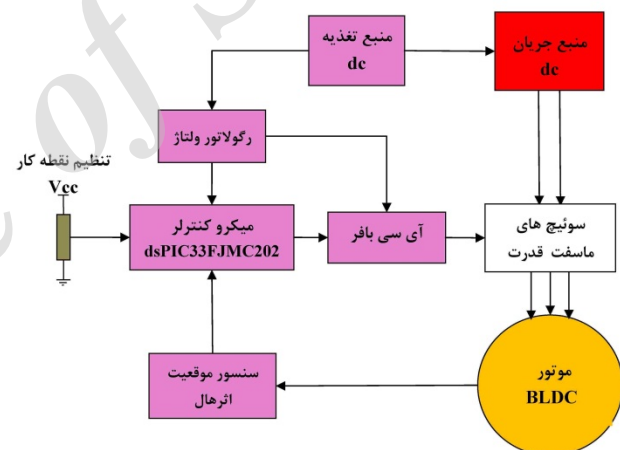 منبع تغذیه
dc
منبع جریان
dc
رگولاتور ولتاژ
تنظیم نقطه کار
Vcc
میکرو کنترلر
dsPIC33FJMC202
آی سی بافر
سوئیچ های
ماسفت قدرت
سنسور موقعیت
اثرهال
موتور
BLDC
of